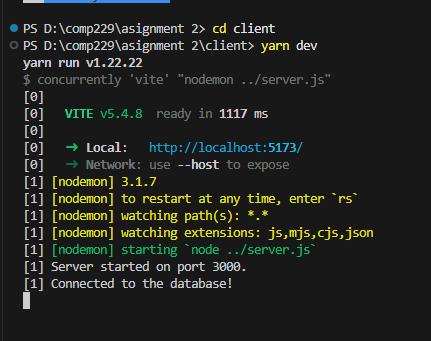 PS D:\comp229\asignment 2> cd client
PS D:\comp229\asignment 2\client> yarn dev
yarn run v1.22.22
$ concurrently 'vite' "nodemon ../server.js"
[0]
[0]   VITE v5.4.8  ready in 1117 ms
[0]
[0]   ➜ Local:   http://localhost:5173/
[0]   ➜ Network: use --host to expose
[1] [nodemon] 3.1.7
[1] [nodemon] to restart at any time, enter `rs`
[1] [nodemon] watching path(s): *.*
[1] [nodemon] watching extensions: js,mjs,cjs,json
[1] [nodemon] starting `node ../server.js`
[1] Server started on port 3000.
[1] Connected to the database!